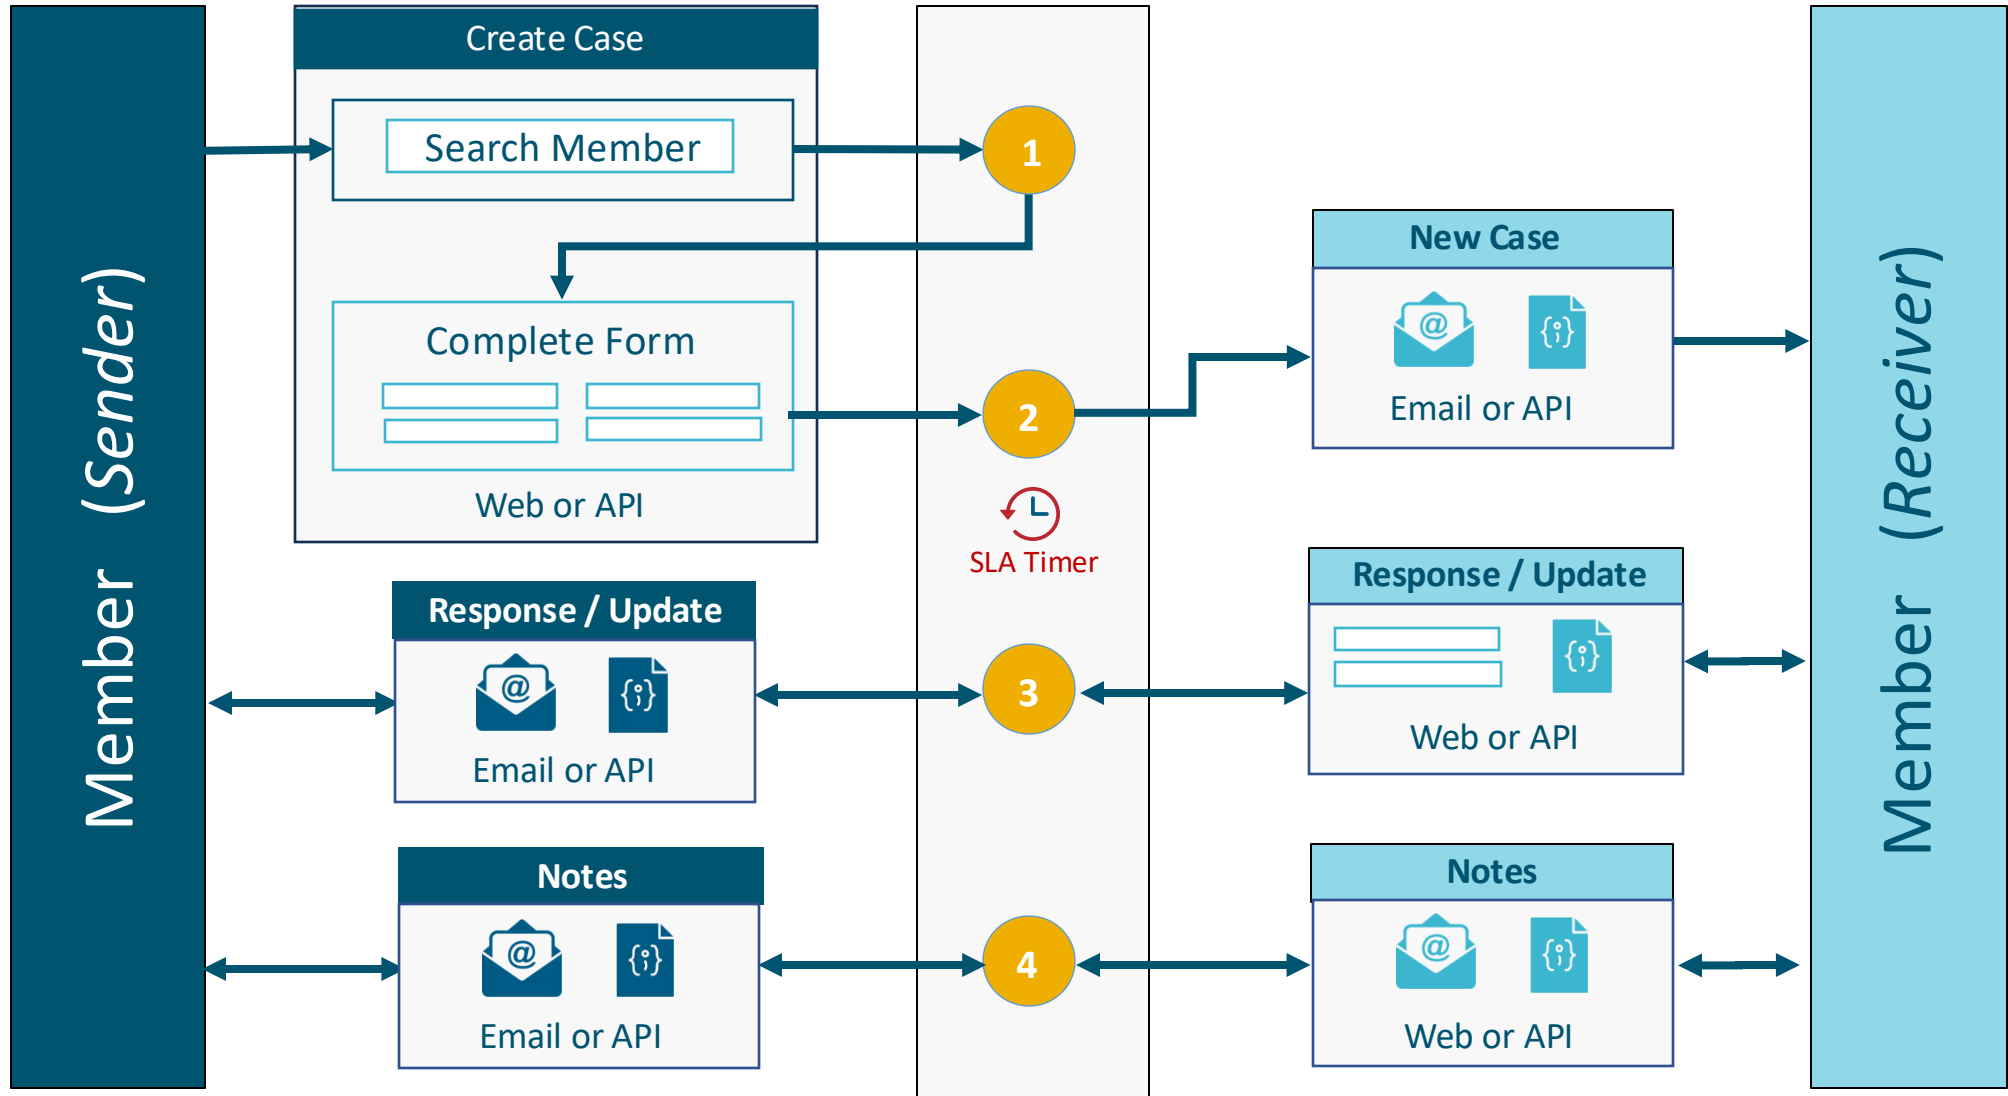 Member (Sender)
Create Case
Search Member
Complete Form
Web or API
Response / Update
@
{;}
Email or API
Notes
@
{;}
Email or API
1
2
SLA Timer
3
4
New Case
@
{;}
Email or API
Response / Update
{;}
Web or API
Notes
@
{;}
Web or API
Member (Receiver)